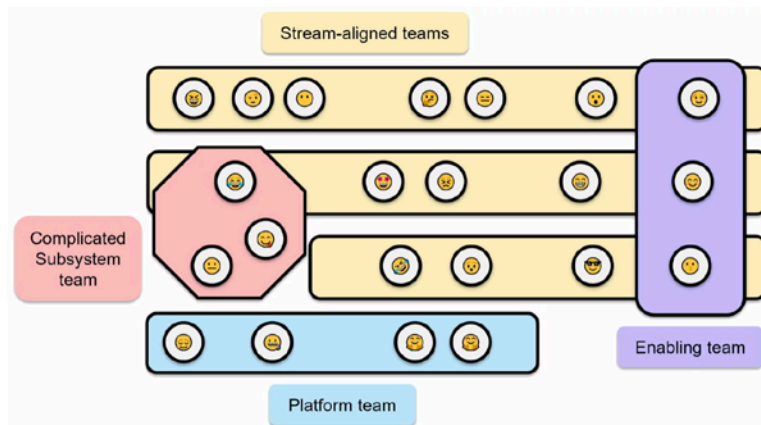 Stream-aligned teams
Complicated
Subsystem
team
Enabling team
Platform team